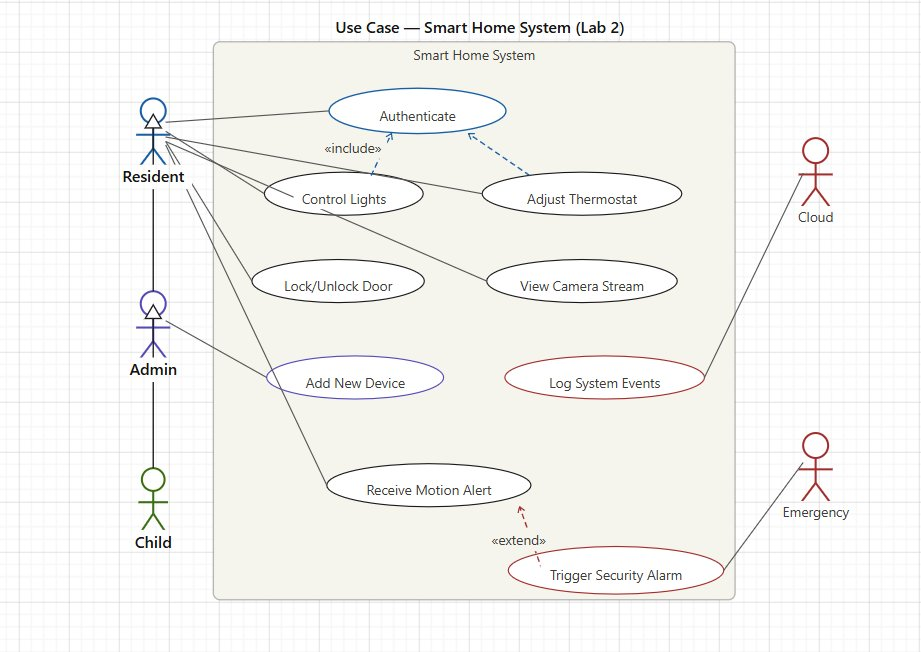 Use Case — Smart Home System (Lab 2)
Smart Home System
Authenticate
«include»
Resident
Control Lights
Adjust Thermostat
Cloud
Lock/Unlock Door
View Camera Stream
Admin
Add New Device
Log System Events
Receive Motion Alert
Emergency
Child
«extend»
Trigger Security Alarm